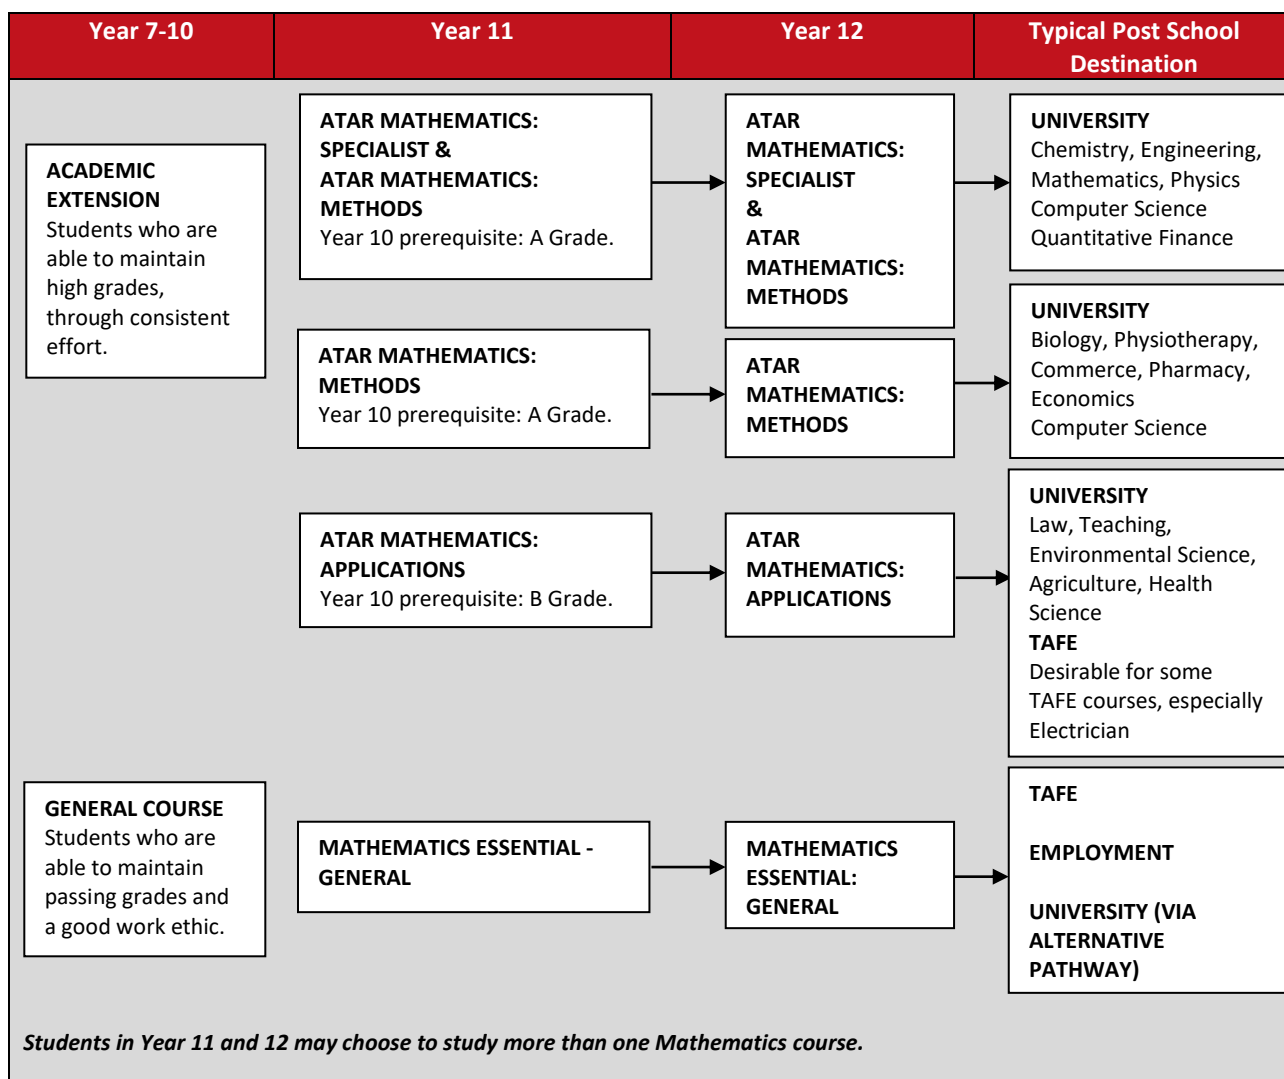 Year 7-10
Year 11
Year 12
Typical Post School
Destination
ACADEMIC
EXTENSION
Students who are
able to maintain
high grades,
through consistent
effort.
ATAR MATHEMATICS:
SPECIALIST &
ATAR MATHEMATICS:
METHODS
Year 10 prerequisite: A Grade.
ATAR
MATHEMATICS:
SPECIALIST
&
ATAR
MATHEMATICS:
METHODS
UNIVERSITY
Chemistry, Engineering,
Mathematics, Physics
Computer Science
Quantitative Finance
ATAR MATHEMATICS:
METHODS
Year 10 prerequisite: A Grade.
ATAR
MATHEMATICS:
METHODS
UNIVERSITY
Biology, Physiotherapy,
Commerce, Pharmacy,
Economics
Computer Science
ATAR MATHEMATICS:
APPLICATIONS
Year 10 prerequisite: B Grade.
ATAR
MATHEMATICS:
APPLICATIONS
UNIVERSITY
Law, Teaching,
Environmental Science,
Agriculture, Health
Science
TAFE
Desirable for some
TAFE courses, especially
Electrician
GENERAL COURSE
Students who are
able to maintain
passing grades and
a good work ethic.
MATHEMATICS ESSENTIAL -
GENERAL
MATHEMATICS
ESSENTIAL:
GENERAL
TAFE
EMPLOYMENT
UNIVERSITY (VIA
ALTERNATIVE
PATHWAY)
Students in Year 11 and 12 may choose to study more than one Mathematics course.